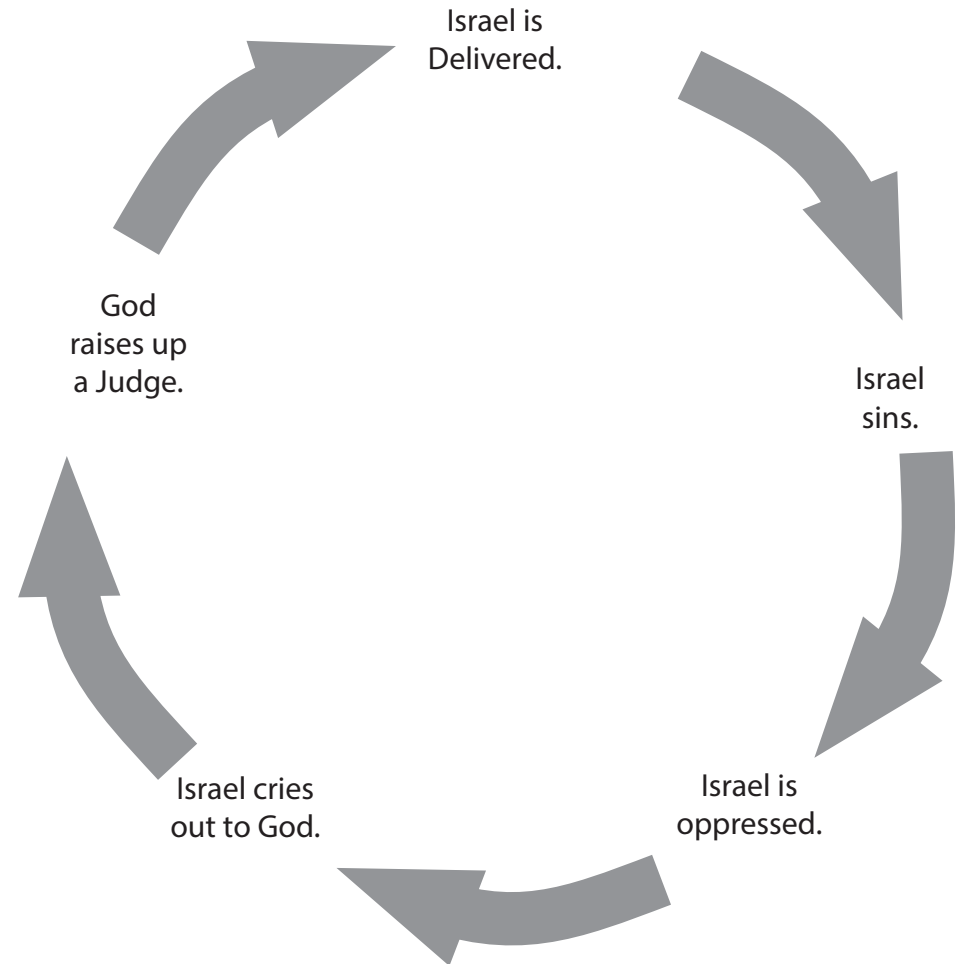 Israel is
Delivered.
Israel
sins.
Israel is
oppressed.
Israel cries
out to God.
God
raises up
a Judge.